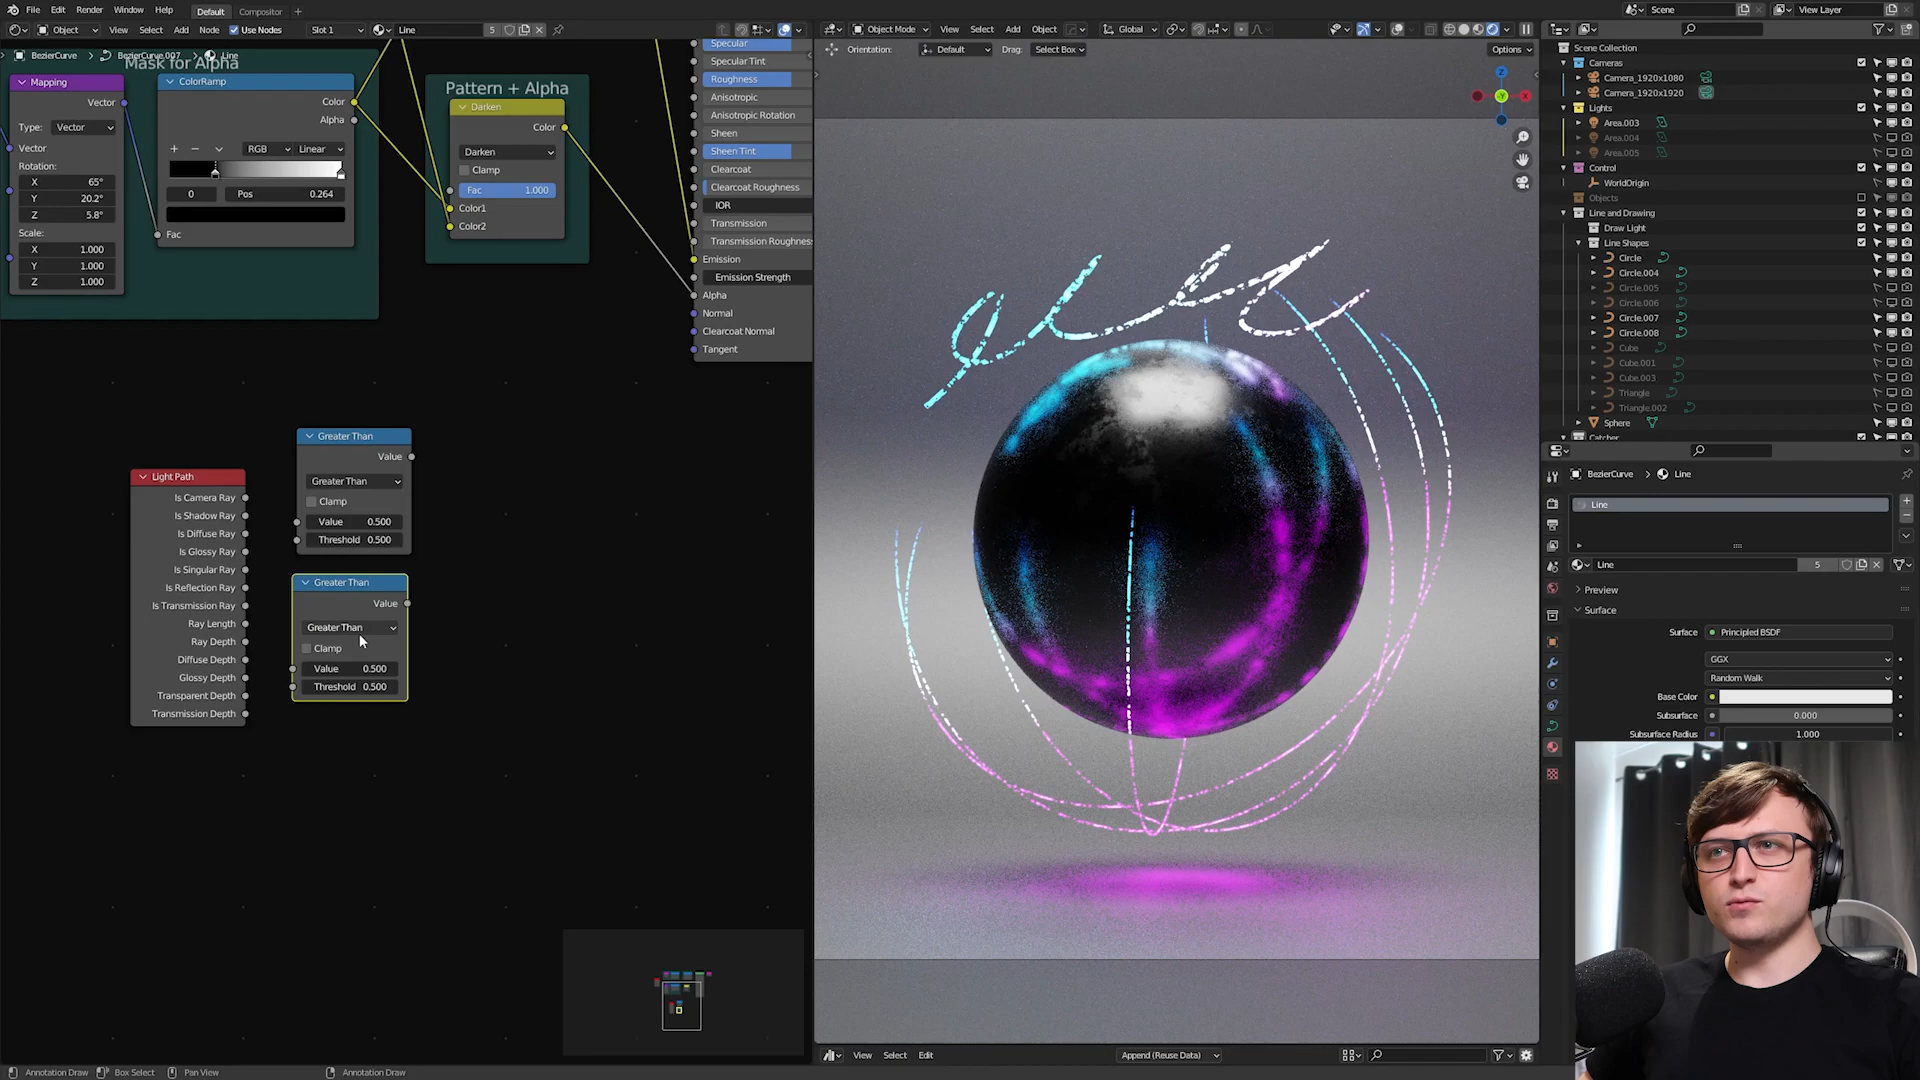 File Edit Render Window Help Default Compositor +
Scene View Layer
Object View Select Add Node Use Nodes Slot 1 Line 5
Object Mode View Select Add Object Global
BezierCurve BezierCurve.007 Line
Orientation: Default Drag: Select Box Options
Mask for Alpha
Mapping
Vector
Type: Vector
Vector
Rotation:
X 65°
Y 20.2°
Z 5.8°
Scale:
X 1.000
Y 1.000
Z 1.000
ColorRamp
Color
Alpha
+ − RGB Linear
0 Pos 0.264
Fac
Pattern + Alpha
Darken
Color
Darken
Clamp
Fac 1.000
Color1
Color2
Specular
Specular Tint
Roughness
Anisotropic
Anisotropic Rotation
Sheen
Sheen Tint
Clearcoat
Clearcoat Roughness
IOR
Transmission
Transmission Roughness
Emission
Emission Strength
Alpha
Normal
Clearcoat Normal
Tangent
Light Path
Is Camera Ray
Is Shadow Ray
Is Diffuse Ray
Is Glossy Ray
Is Singular Ray
Is Reflection Ray
Is Transmission Ray
Ray Length
Ray Depth
Diffuse Depth
Glossy Depth
Transparent Depth
Transmission Depth
Greater Than
Value
Greater Than
Clamp
Value 0.500
Threshold 0.500
Greater Than
Value
Greater Than
Clamp
Value 0.500
Threshold 0.500
Z
Y
X
Scene Collection
Cameras
Camera_1920x1080
Camera_1920x1920
Lights
Area.003
Area.004
Area.005
Control
WorldOrigin
Objects
Line and Drawing
Draw Light
Line Shapes
Circle
Circle.004
Circle.005
Circle.006
Circle.007
Circle.008
Cube
Cube.001
Cube.003
Triangle
Triangle.002
Sphere
Catcher
BezierCurve Line
Line
Line 5
Preview
Surface
Surface Principled BSDF
GGX
Random Walk
Base Color
Subsurface 0.000
Subsurface Radius 1.000
View Select Edit Append (Reuse Data)
Annotation Draw Box Select Pan View Annotation Draw